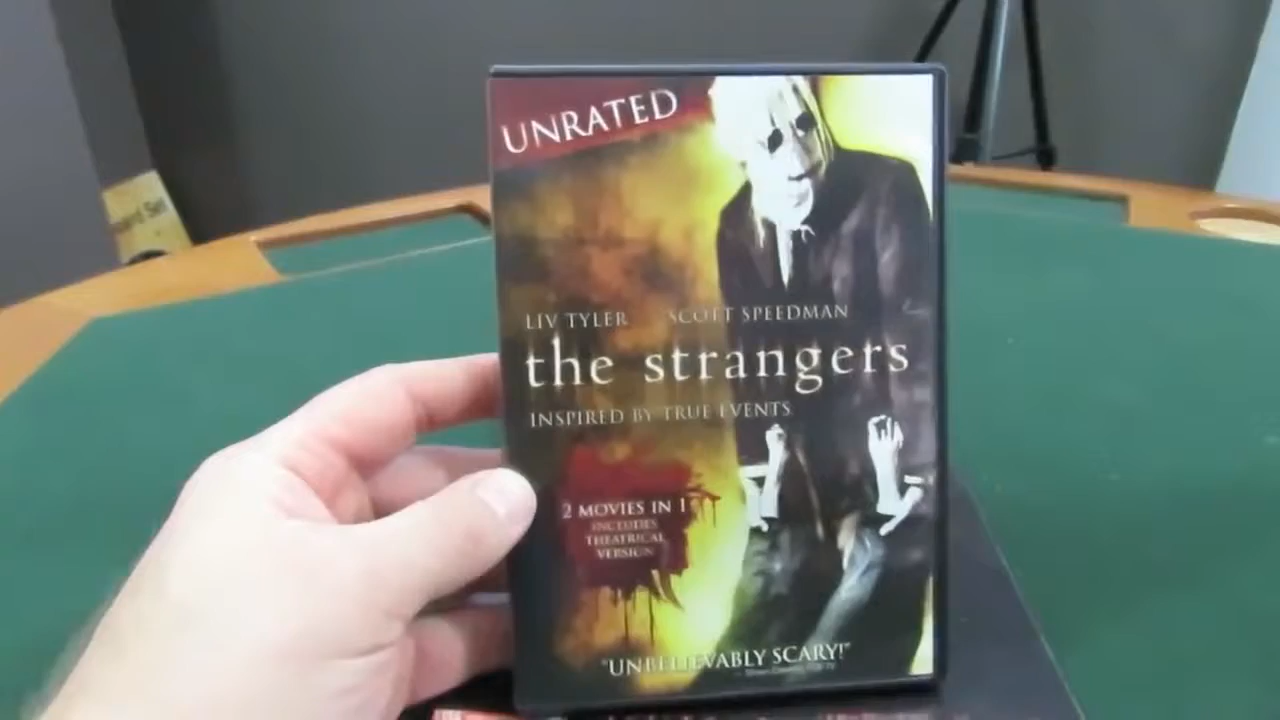 UNRATED
LIV TYLER SCOTT SPEEDMAN
the strangers
INSPIRED BY TRUE EVENTS
2 MOVIES IN 1
INCLUDES
THEATRICAL
VERSION
"UNBELIEVABLY SCARY!"